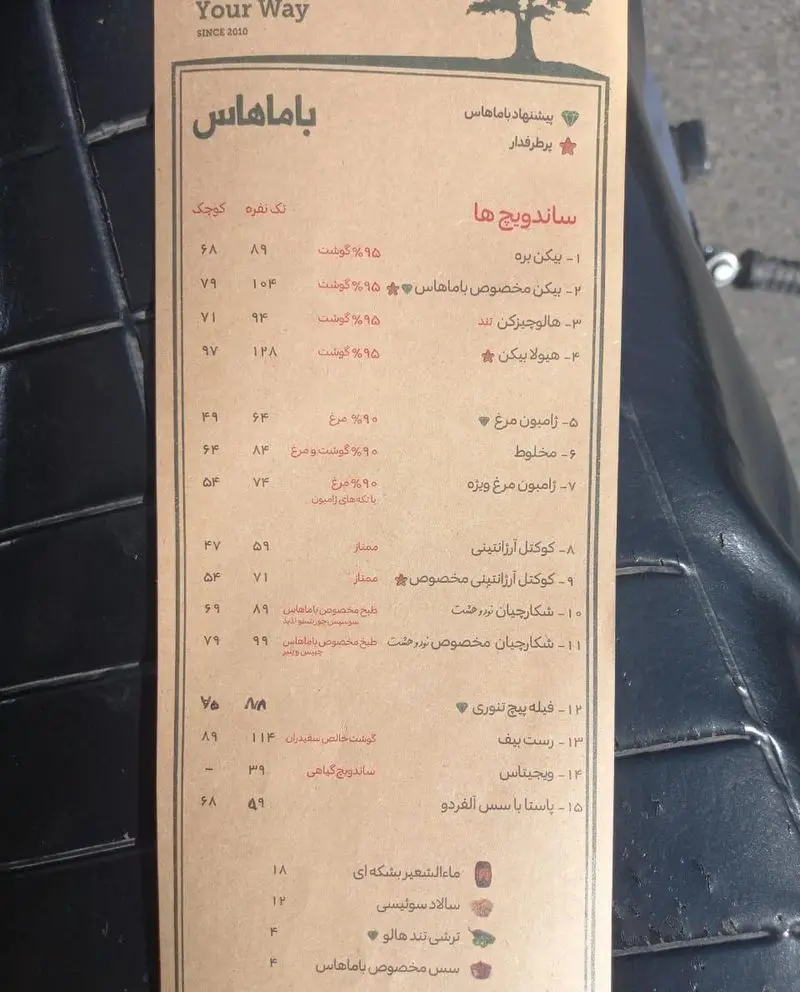 Your Way
SINCE 2010
باماهاس
پیشنهاد باماهاس
پرطرفدار
ساندویچ ها تک نفره کوچک
۱- بیکن بره ۹۵% گوشت ۸۹ ۶۸
۲- بیکن مخصوص باماهاس ۹۵% گوشت ۱۰۴ ۷۹
۳- هالوچیزکن تند ۹۵% گوشت ۹۴ ۷۱
۴- هیولا بیکن ۹۵% گوشت ۱۲۸ ۹۷
۵- ژامبون مرغ ۹۰% مرغ ۶۴ ۴۹
۶- مخلوط ۹۰% گوشت و مرغ ۸۴ ۶۴
۷- ژامبون مرغ ویژه ۹۰% مرغ ۷۴ ۵۴
با تکه های ژامبون
۸- کوکتل آرژانتینی ممتاز ۵۹ ۴۷
۹- کوکتل آرژانتینی مخصوص ممتاز ۷۱ ۵۴
۱۰- شکارچیان نود و هشت طبخ مخصوص باماهاس ۸۹ ۶۹
۱۱- شکارچیان مخصوص نود و هشت طبخ مخصوص باماهاس ۹۹ ۷۹
چیپس و پنیر
۱۲- فیله پیچ تنوری ۸۸ ۷۵
۱۳- رست بیف گوشت خالص سفیدران ۱۱۴ ۸۹
۱۴- ویجیتاس ساندویچ گیاهی ۳۹ -
۱۵- پاستا با سس آلفردو ۸۹ ۶۸
ماءالشعیر بشکه ای ۱۸
سالاد سوئیسی ۱۲
ترشی تند هالو ۴
سس مخصوص باماهاس ۴